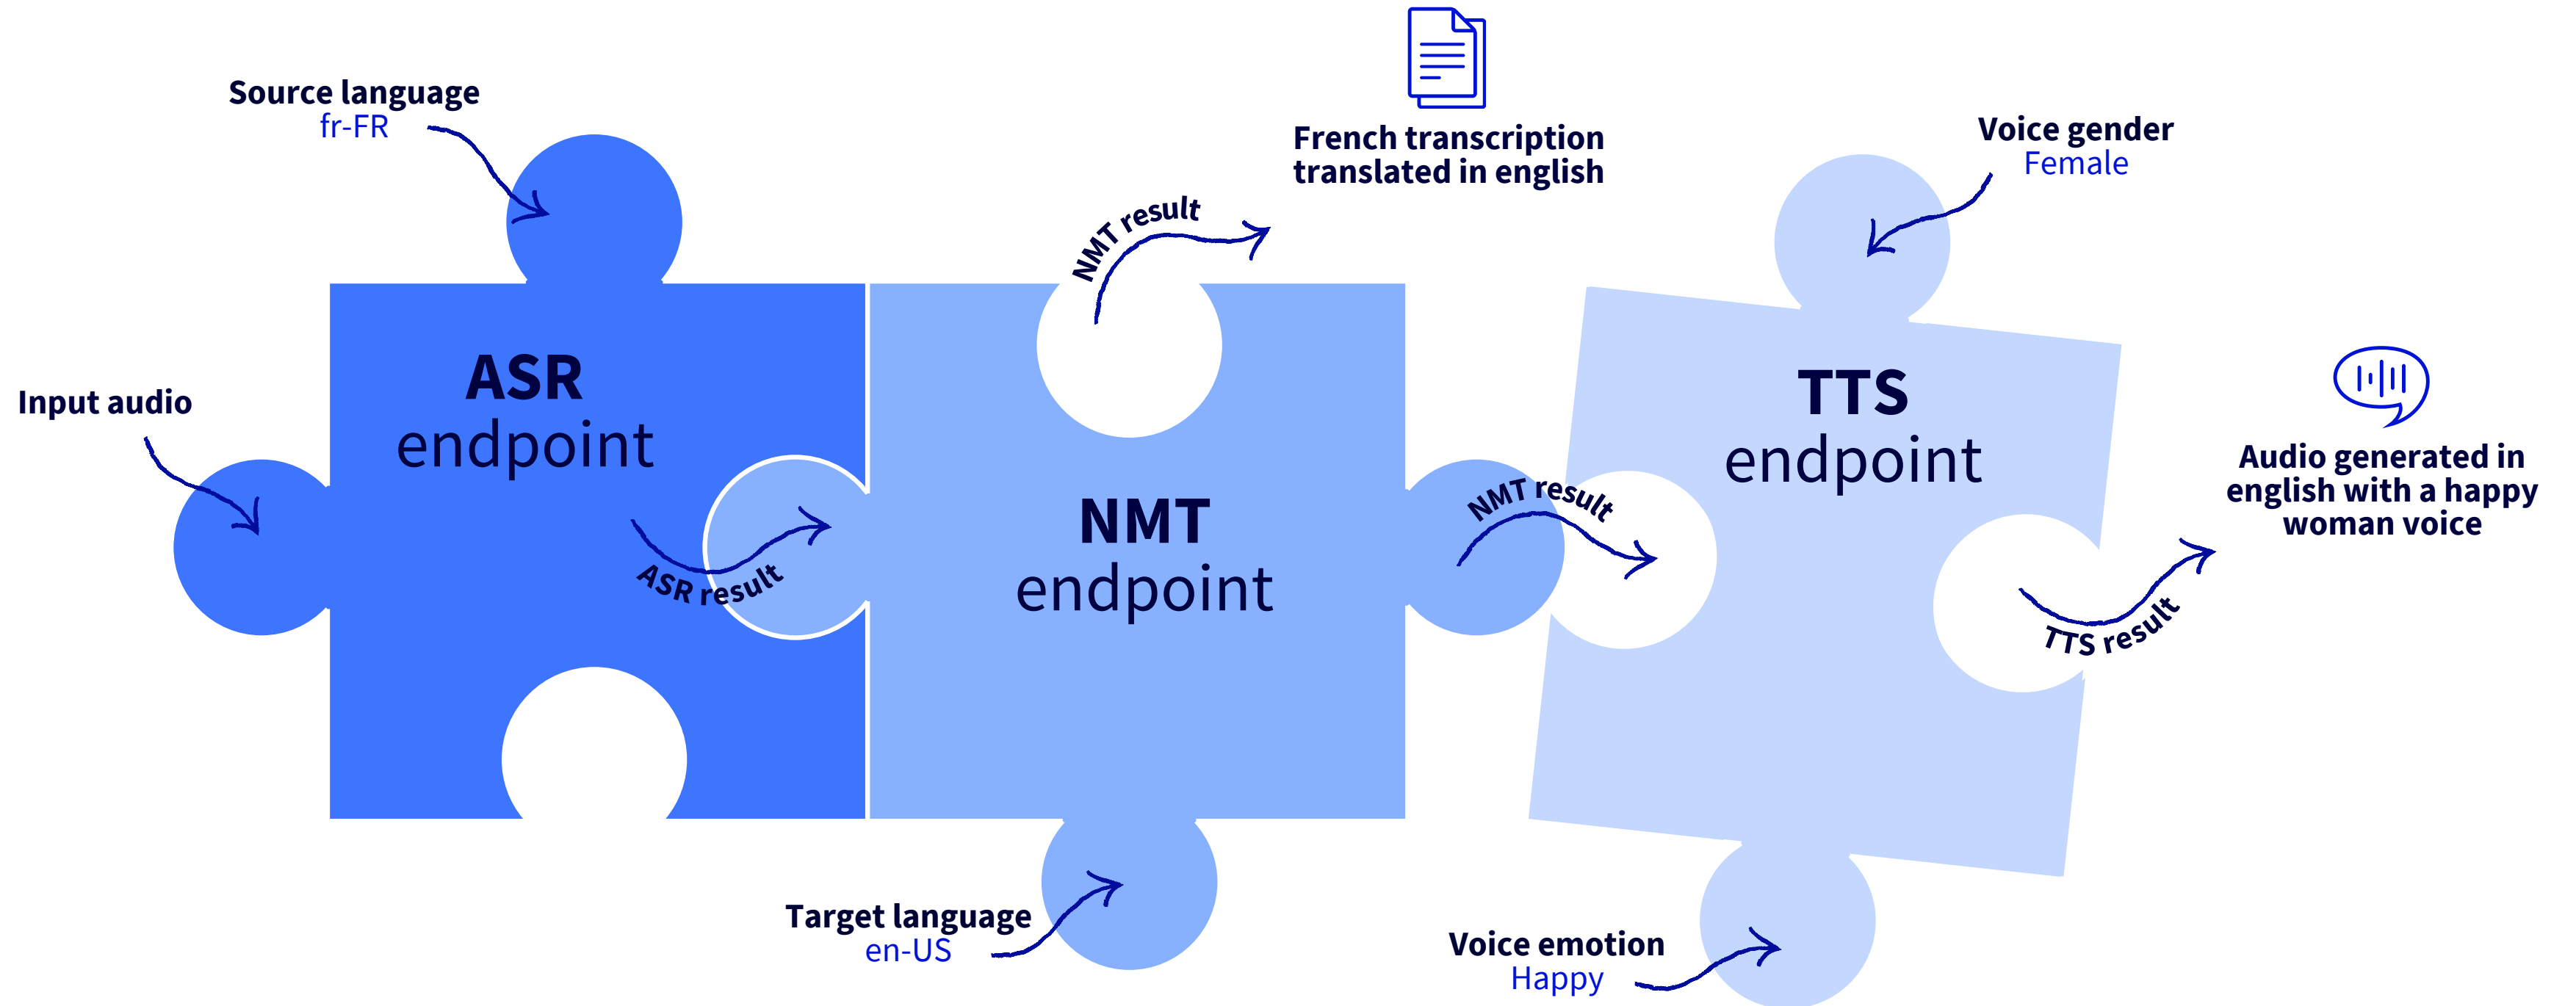 Source language
fr-FR
Input audio
ASR
endpoint
ASR result
NMT result
French transcription
translated in english
NMT
endpoint
Target language
en-US
NMT result
Voice gender
Female
TTS
endpoint
Voice emotion
Happy
TTS result
Audio generated in
english with a happy
woman voice